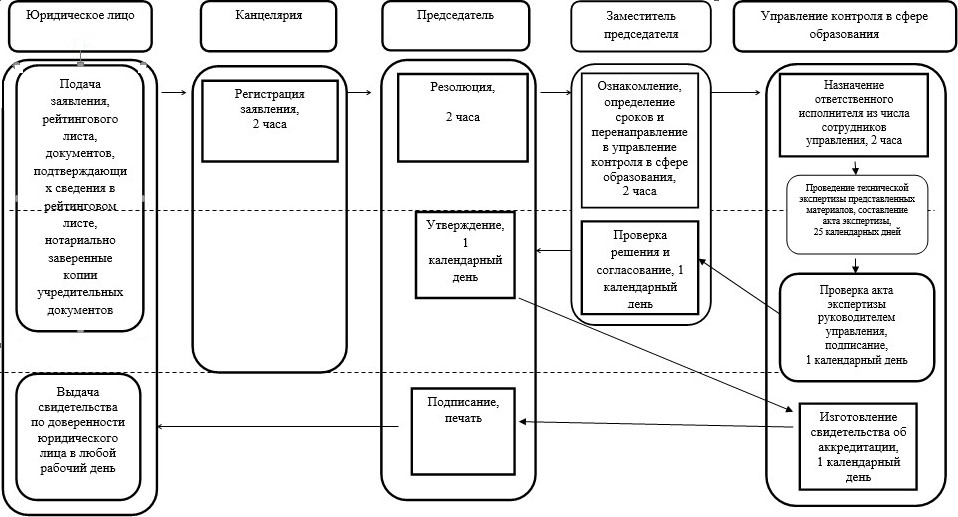 Юридическое лицо
Канцелярия
Председатель
Заместитель
председателя
Управление контроля в сфере
образования
Подача
заявления,
рейтингового
листа,
документов,
подтверждающи
х сведения в
рейтинговом
листе,
нотариально
заверенные
копии
учредительных
документов
Регистрация
заявления,
2 часа
Резолюция,
2 часа
Ознакомление,
определение
сроков и
перенаправление
в управление
контроля в сфере
образования,
2 часа
Назначение
ответственного
исполнителя из числа
сотрудников
управления, 2 часа
Проведение технической
экспертизы представленных
материалов, составление
акта экспертизы,
25 календарных дней
Утверждение,
1
календарный
день
Проверка
решения и
согласование, 1
календарный
день
Проверка акта
экспертизы
руководителем
управления,
подписание,
1 календарный день
Выдача
свидетельства
по доверенности
юридического
лица в любой
рабочий день
Подписание,
печать
Изготовление
свидетельства об
аккредитации,
1 календарный
день